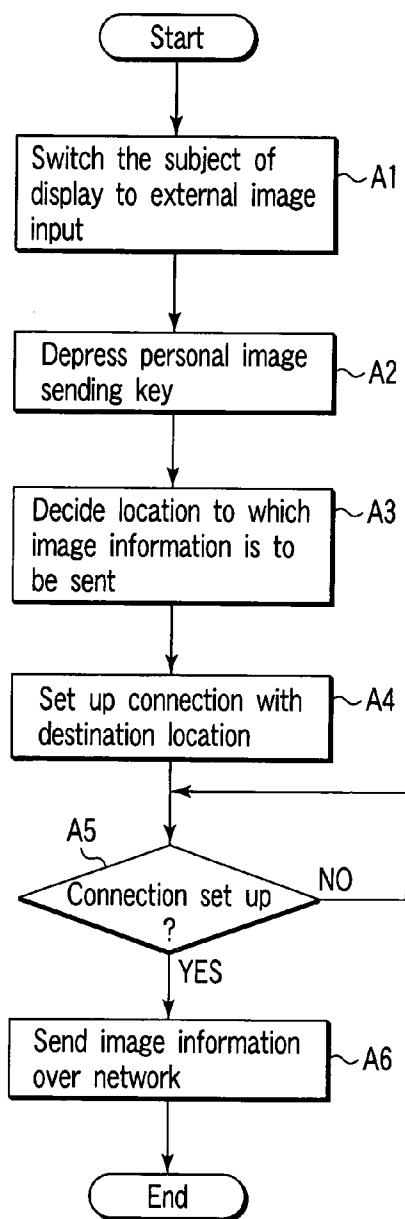 Start
Switch the subject of
display to external image
input
A1
Depress personal image
sending key
A2
Decide location to which
image information is to
be sent
A3
Set up connection with
destination location
A4
A5
Connection set up
?
NO
YES
Send image information
over network
A6
End